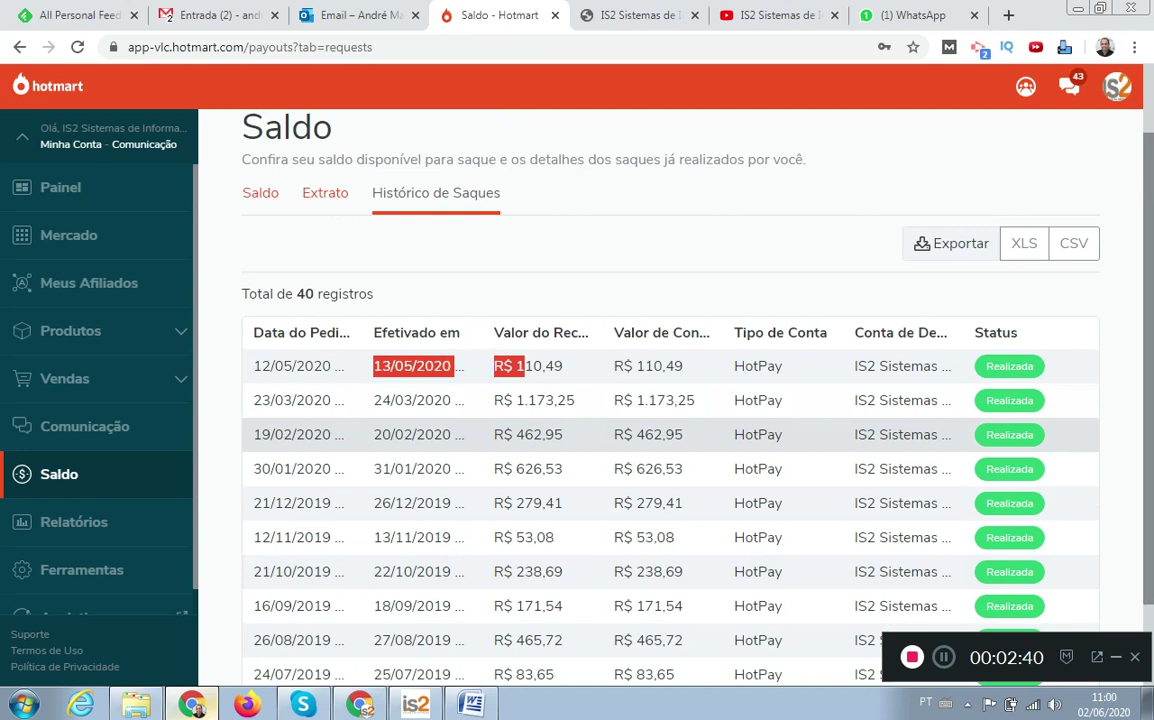 All Personal Feed
Entrada (2) - and
Email – André Ma
Saldo - Hotmart
IS2 Sistemas de I
IS2 Sistemas de
(1) WhatsApp
app-vlc.hotmart.com/payouts?tab=requests
hotmart
43
Olá, IS2 Sistemas de Informa...
Minha Conta - Comunicação
Painel
Mercado
Meus Afiliados
Produtos
Vendas
Comunicação
Saldo
Relatórios
Ferramentas
Suporte
Termos de Uso
Política de Privacidade
Saldo
Confira seu saldo disponível para saque e os detalhes dos saques já realizados por você.
Saldo Extrato Histórico de Saques
Exportar XLS CSV
Total de 40 registros
Data do Pedi... Efetivado em Valor do Rec... Valor de Con... Tipo de Conta Conta de De... Status
12/05/2020 ... 13/05/2020 ... R$ 110,49 R$ 110,49 HotPay IS2 Sistemas ... Realizada
23/03/2020 ... 24/03/2020 ... R$ 1.173,25 R$ 1.173,25 HotPay IS2 Sistemas ... Realizada
19/02/2020 ... 20/02/2020 ... R$ 462,95 R$ 462,95 HotPay IS2 Sistemas ... Realizada
30/01/2020 ... 31/01/2020 ... R$ 626,53 R$ 626,53 HotPay IS2 Sistemas ... Realizada
21/12/2019 ... 26/12/2019 ... R$ 279,41 R$ 279,41 HotPay IS2 Sistemas ... Realizada
12/11/2019 ... 13/11/2019 ... R$ 53,08 R$ 53,08 HotPay IS2 Sistemas ... Realizada
21/10/2019 ... 22/10/2019 ... R$ 238,69 R$ 238,69 HotPay IS2 Sistemas ... Realizada
16/09/2019 ... 18/09/2019 ... R$ 171,54 R$ 171,54 HotPay IS2 Sistemas ... Realizada
26/08/2019 ... 27/08/2019 ... R$ 465,72 R$ 465,72 HotPay IS2
24/07/2019 ... 25/07/2019 ... R$ 83,65 R$ 83,65 HotPay IS2
00:02:40
PT
11:00
02/06/2020